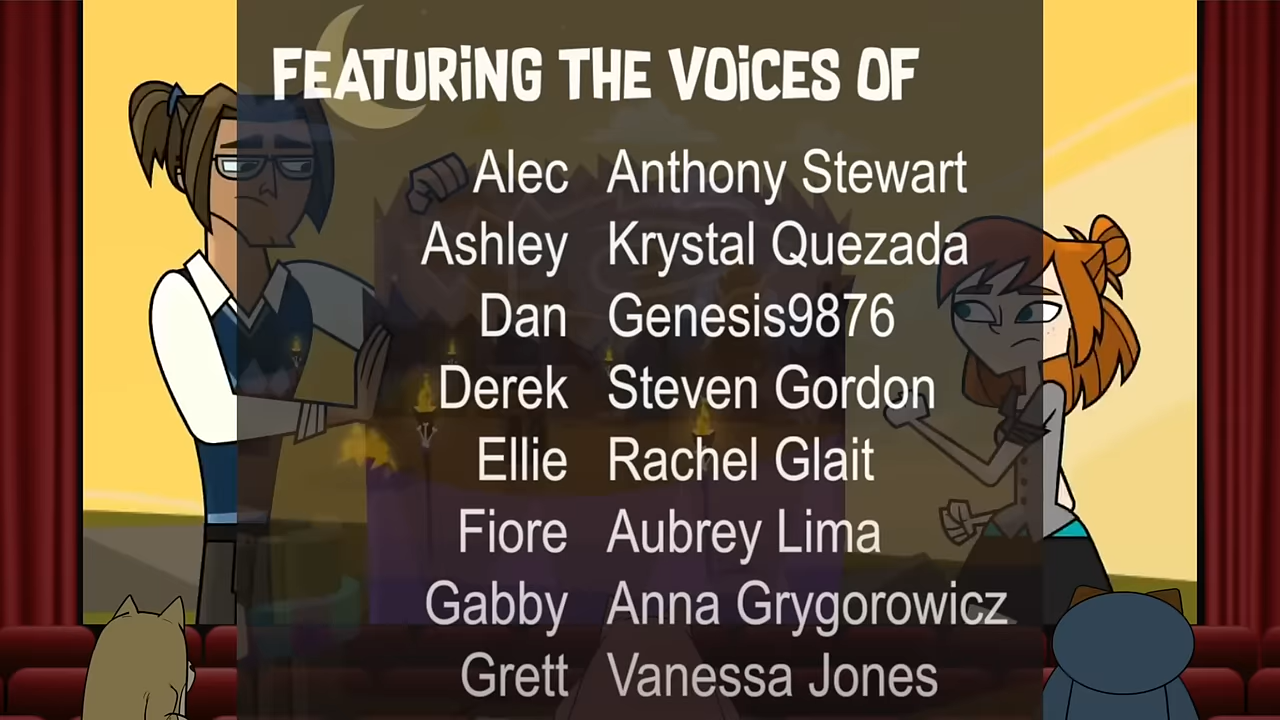 FEATURiNG THE VOiCES OF
Alec Anthony Stewart
Ashley Krystal Quezada
Dan Genesis9876
Derek Steven Gordon
Ellie Rachel Glait
Fiore Aubrey Lima
Gabby Anna Grygorowicz
Grett Vanessa Jones